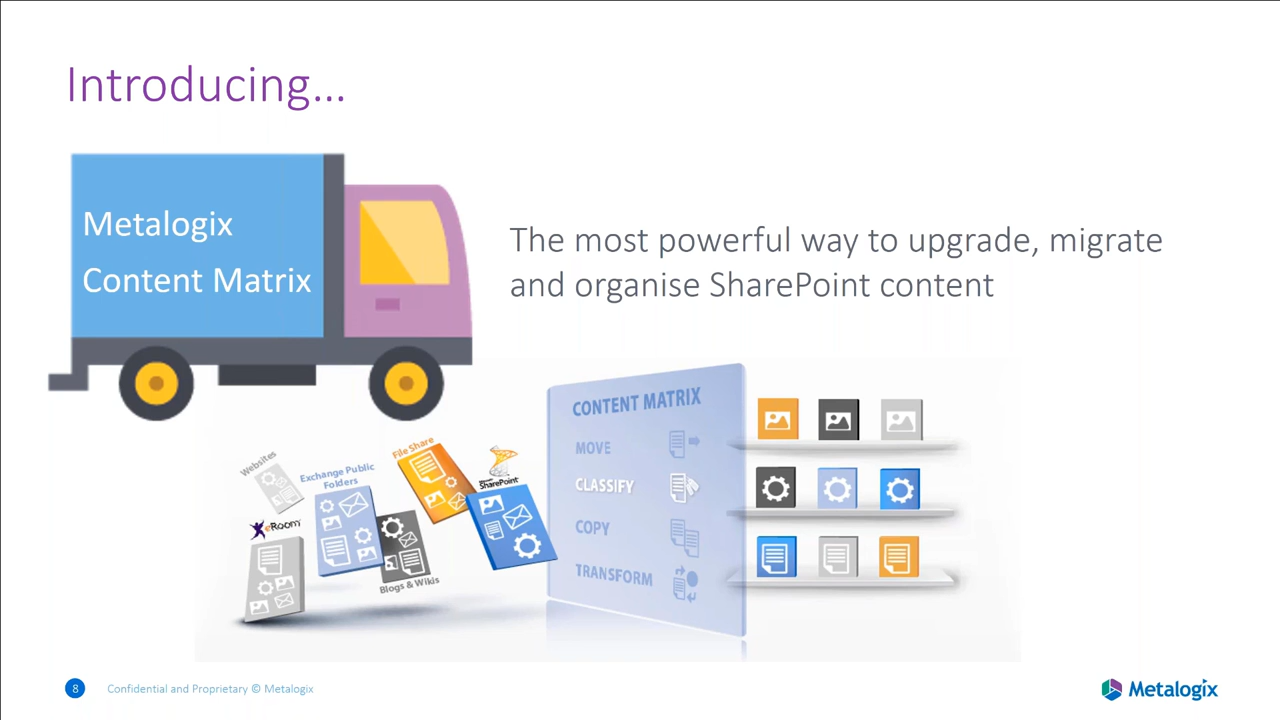 Introducing…
Metalogix
Content Matrix
The most powerful way to upgrade, migrate
and organise SharePoint content
Websites
eRoom
Exchange Public
Folders
Blogs & Wikis
File Share
Microsoft
SharePoint
CONTENT MATRIX
MOVE
CLASSIFY
COPY
TRANSFORM
8
Confidential and Proprietary © Metalogix
Metalogix